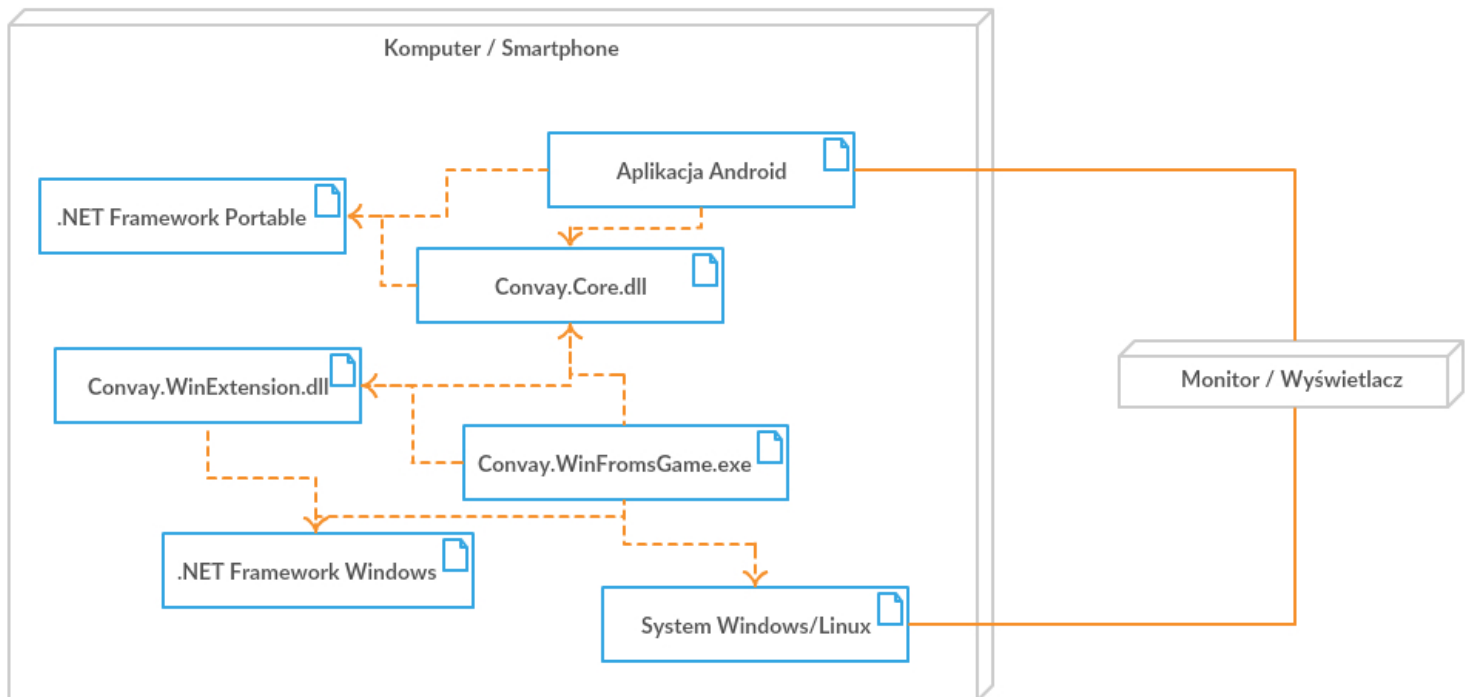 Komputer / Smartphone
Aplikacja Android
.NET Framework Portable
Convay.Core.dll
Convay.WinExtension.dll
Monitor / Wyświetlacz
Convay.WinFromsGame.exe
.NET Framework Windows
System Windows/Linux